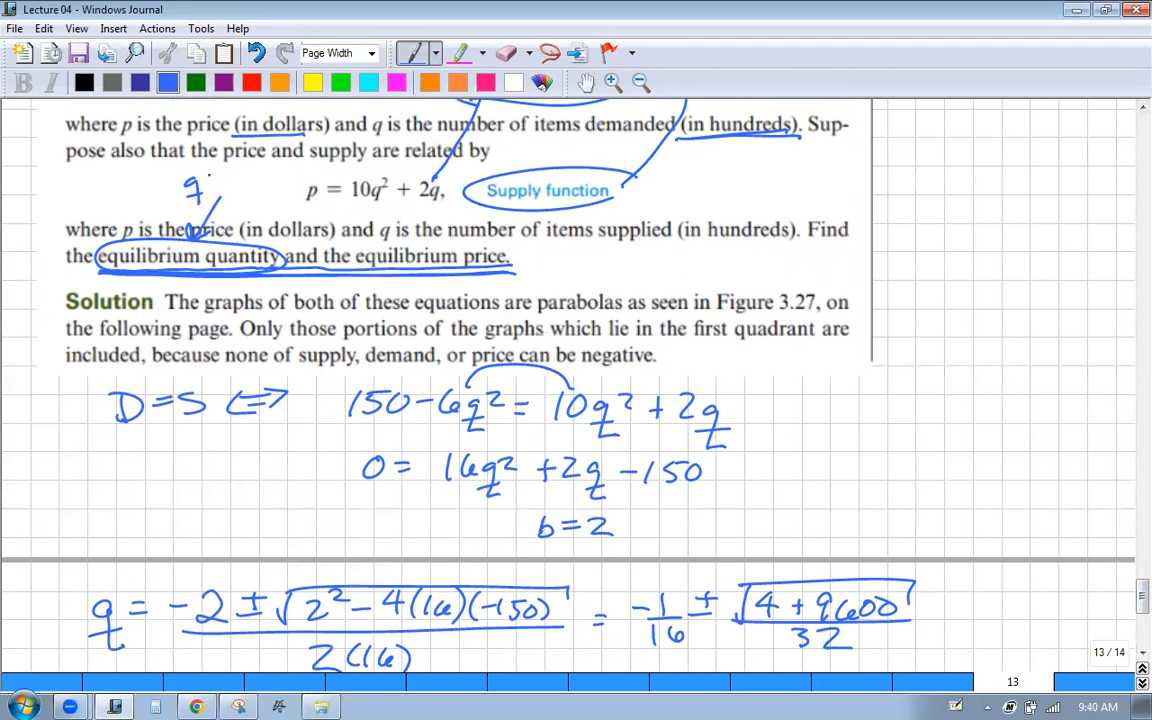 Lecture 04 - Windows Journal
File Edit View Insert Actions Tools Help
Page Width
B I
where p is the price (in dollars) and q is the number of items demanded (in hundreds). Sup-
pose also that the price and supply are related by
q
p = 10q² + 2q, Supply function
where p is the price (in dollars) and q is the number of items supplied (in hundreds). Find
the equilibrium quantity and the equilibrium price.
Solution The graphs of both of these equations are parabolas as seen in Figure 3.27, on
the following page. Only those portions of the graphs which lie in the first quadrant are
included, because none of supply, demand, or price can be negative.
D = S ⟺ 150 - 6q² = 10q² + 2q
0 = 16q² + 2q - 150
b = 2
q = -2 ± √2² - 4(16)(-150) / 2(16) = -1/16 ± √4 + 9600 / 32
13 / 14
13
9:40 AM